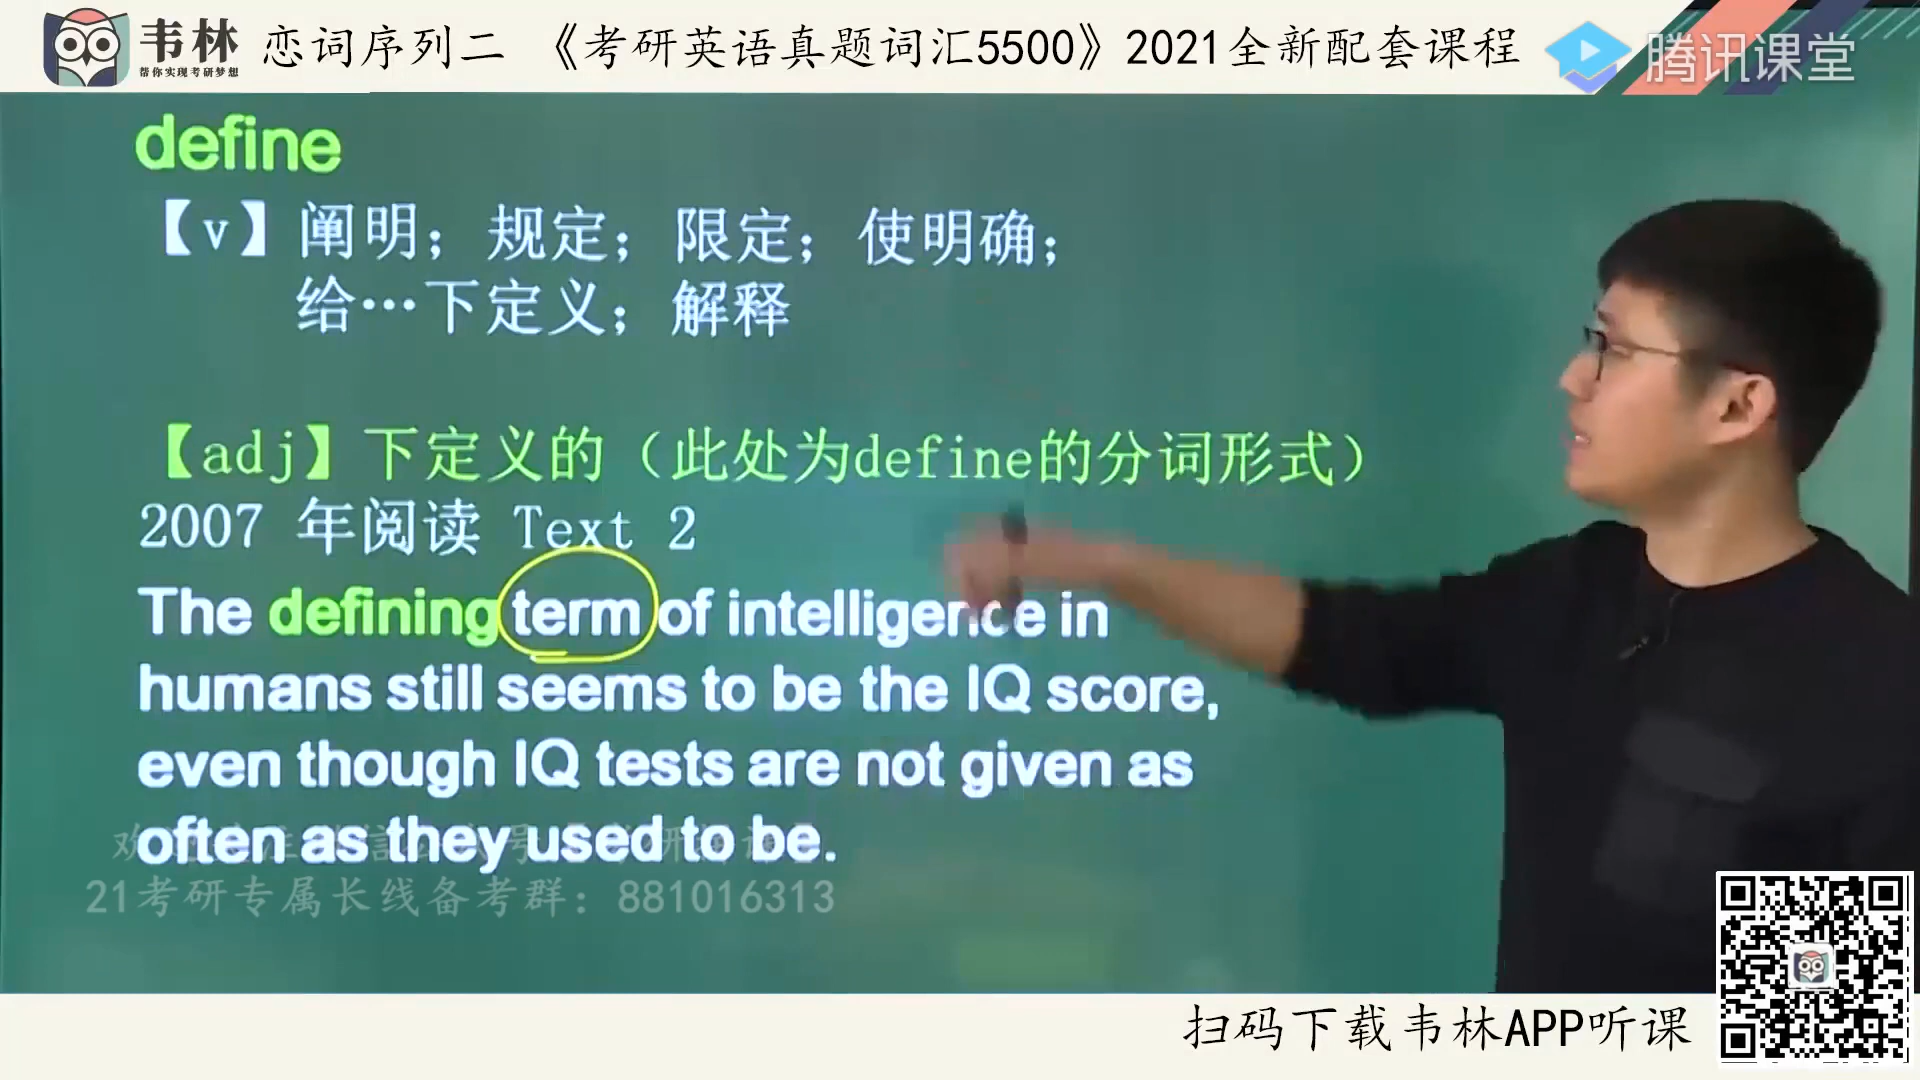 韦林
帮你实现考研梦想
恋词序列二 《考研英语真题词汇5500》2021全新配套课程
腾讯课堂
define
【v】阐明；规定；限定；使明确；
给…下定义；解释
【adj】下定义的（此处为define的分词形式）
2007 年阅读 Text 2
The defining term of intelligence in
humans still seems to be the IQ score,
even though IQ tests are not given as
often as they used to be.
21考研专属长线备考群：881016313
扫码下载韦林APP听课